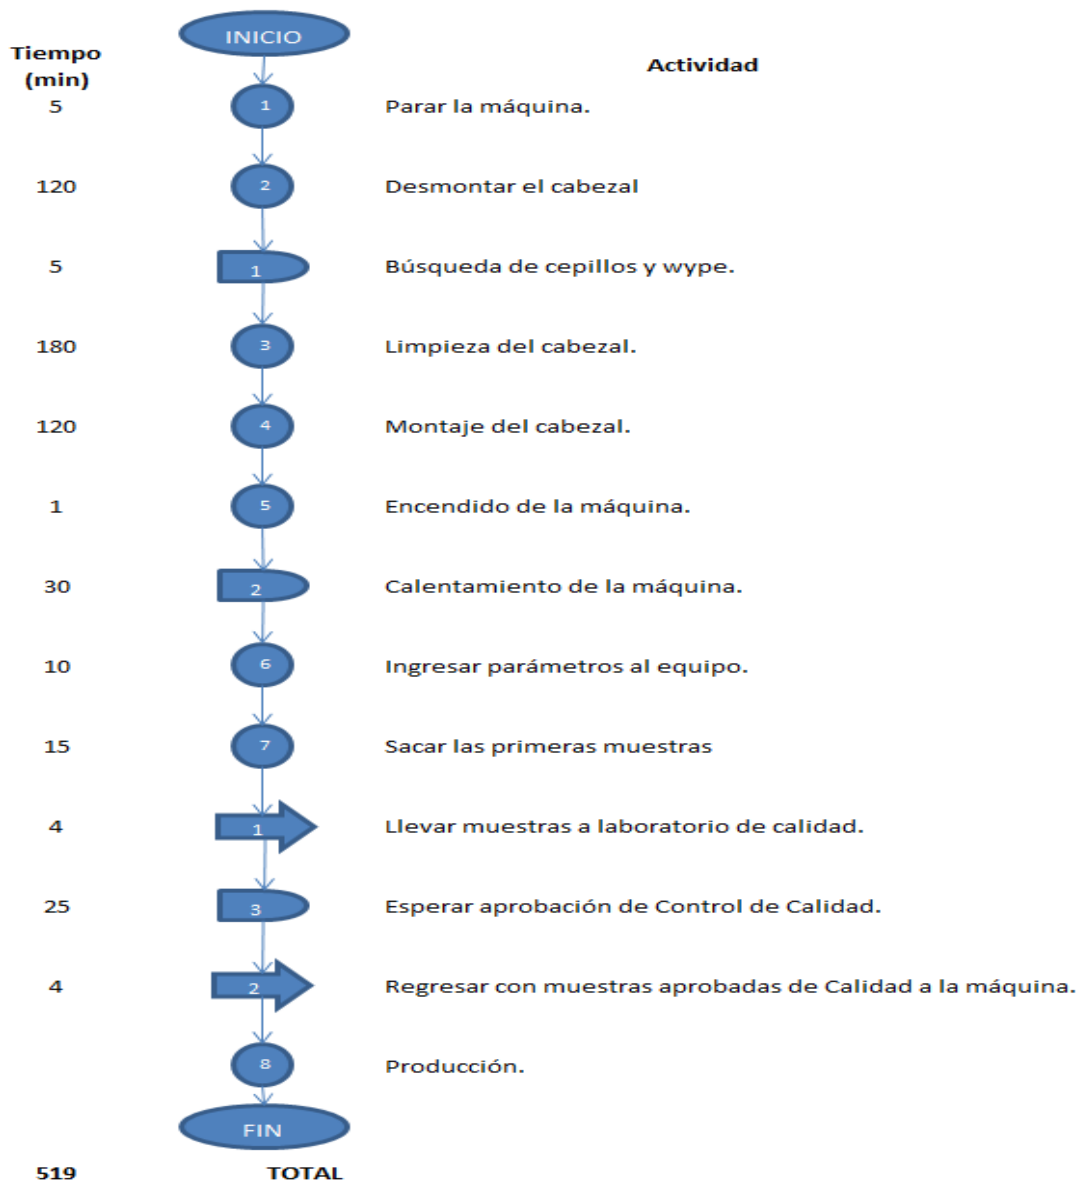 INICIO
Tiempo
(min)
Actividad
5 1 Parar la máquina.
120 2 Desmontar el cabezal
5 1 Búsqueda de cepillos y wype.
180 3 Limpieza del cabezal.
120 4 Montaje del cabezal.
1 5 Encendido de la máquina.
30 2 Calentamiento de la máquina.
10 6 Ingresar parámetros al equipo.
15 7 Sacar las primeras muestras
4 1 Llevar muestras a laboratorio de calidad.
25 3 Esperar aprobación de Control de Calidad.
4 2 Regresar con muestras aprobadas de Calidad a la máquina.
8 Producción.
FIN
519 TOTAL